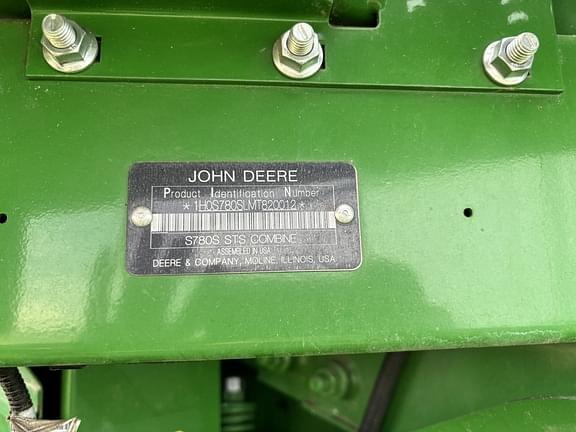 JOHN DEERE
Product Identification Number
*1H0S780SLMT820012*
S780S STS COMBINE
ASSEMBLED IN USA
DEERE & COMPANY, MOLINE, ILLINOIS, USA